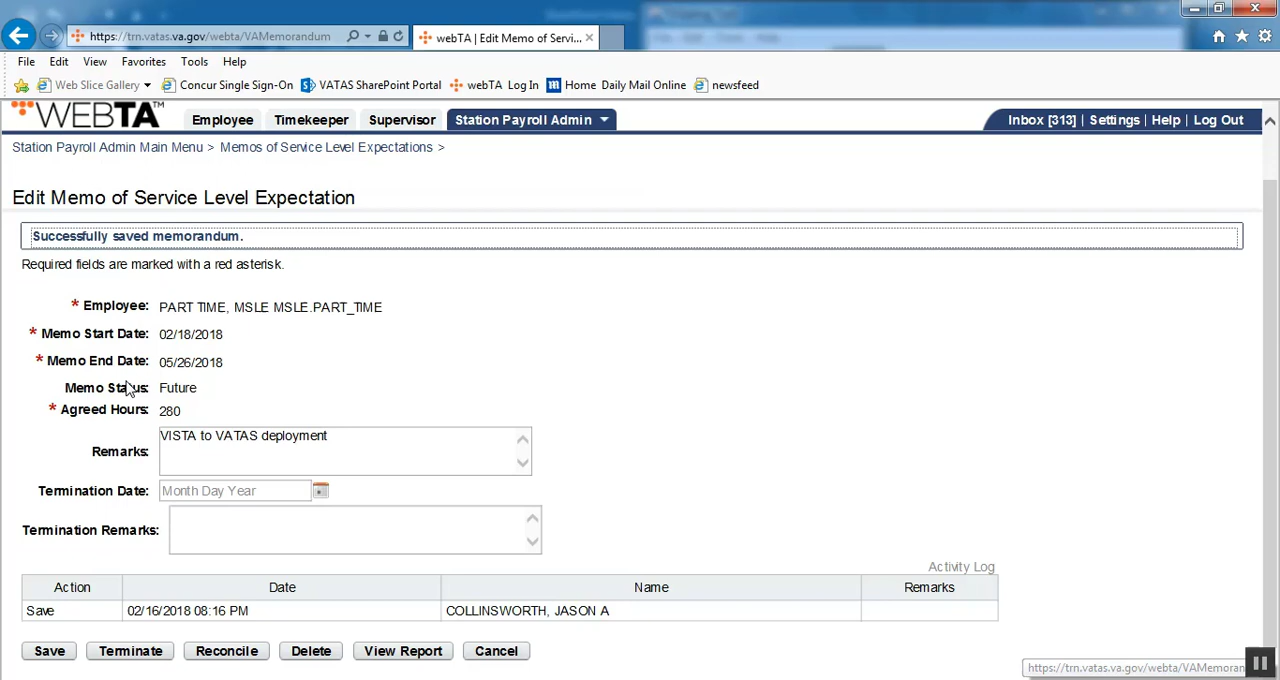 https://trn.vatas.va.gov/webta/VAMemorandum
webTA | Edit Memo of Servi...
File Edit View Favorites Tools Help
Web Slice Gallery Concur Single Sign-On VATAS SharePoint Portal webTA Log In m Home Daily Mail Online newsfeed
WEBTA™ Employee Timekeeper Supervisor Station Payroll Admin Inbox [313] | Settings | Help | Log Out
Station Payroll Admin Main Menu > Memos of Service Level Expectations >
Edit Memo of Service Level Expectation
Successfully saved memorandum.
Required fields are marked with a red asterisk.
* Employee: PART TIME, MSLE MSLE.PART_TIME
* Memo Start Date: 02/18/2018
* Memo End Date: 05/26/2018
Memo Status: Future
* Agreed Hours: 280
Remarks: VISTA to VATAS deployment
Termination Date: Month Day Year
Termination Remarks:
Activity Log
Action Date Name Remarks
Save 02/16/2018 08:16 PM COLLINSWORTH, JASON A
Save Terminate Reconcile Delete View Report Cancel
https://trn.vatas.va.gov/webta/VAMemoran